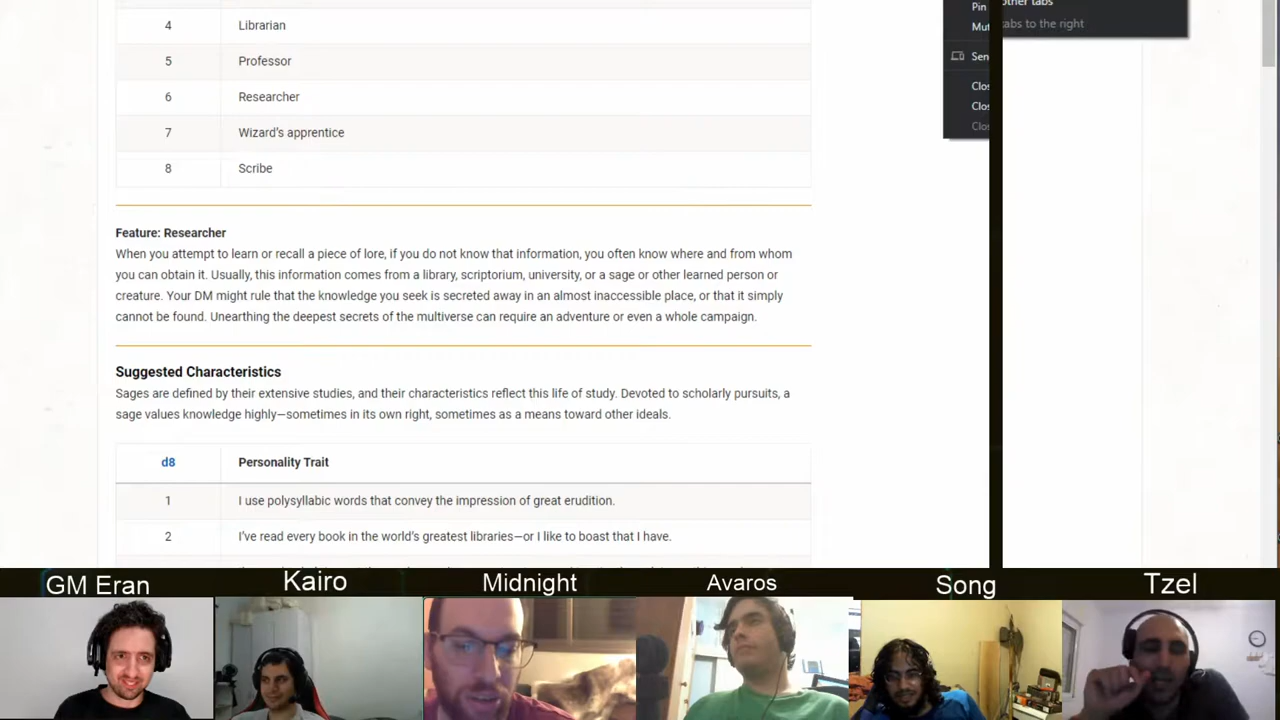 4 Librarian
other tabs
Pin
tabs to the right
Mut
5 Professor
Sen
6 Researcher
Clos
Clos
Clos
7 Wizard's apprentice
8 Scribe
Feature: Researcher
When you attempt to learn or recall a piece of lore, if you do not know that information, you often know where and from whom
you can obtain it. Usually, this information comes from a library, scriptorium, university, or a sage or other learned person or
creature. Your DM might rule that the knowledge you seek is secreted away in an almost inaccessible place, or that it simply
cannot be found. Unearthing the deepest secrets of the multiverse can require an adventure or even a whole campaign.
Suggested Characteristics
Sages are defined by their extensive studies, and their characteristics reflect this life of study. Devoted to scholarly pursuits, a
sage values knowledge highly—sometimes in its own right, sometimes as a means toward other ideals.
d8 Personality Trait
1 I use polysyllabic words that convey the impression of great erudition.
2 I've read every book in the world's greatest libraries—or I like to boast that I have.
GM Eran Kairo Midnight Avaros Song Tzel